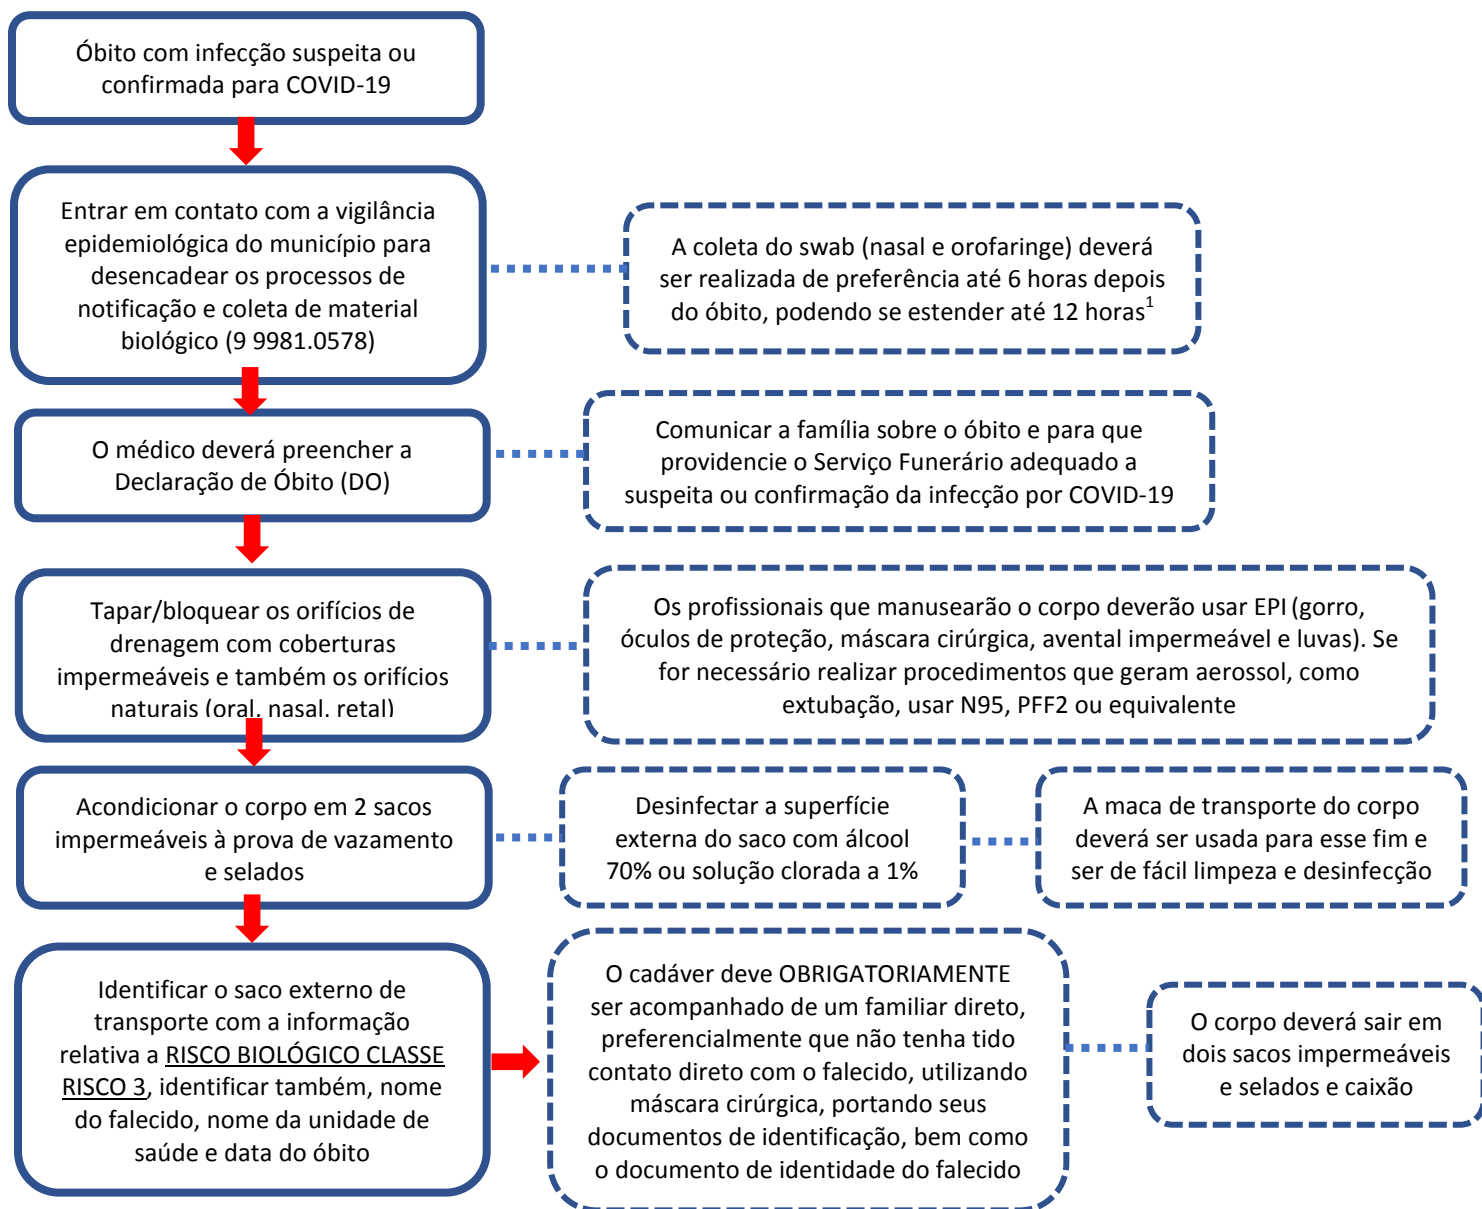 Óbito com infecção suspeita ou
confirmada para COVID-19
Entrar em contato com a vigilância
epidemiológica do município para
desencadear os processos de
notificação e coleta de material
biológico (9 9981.0578)
A coleta do swab (nasal e orofaringe) deverá
ser realizada de preferência até 6 horas depois
do óbito, podendo se estender até 12 horas¹
O médico deverá preencher a
Declaração de Óbito (DO)
Comunicar a família sobre o óbito e para que
providencie o Serviço Funerário adequado a
suspeita ou confirmação da infecção por COVID-19
Tapar/bloquear os orifícios de
drenagem com coberturas
impermeáveis e também os orifícios
naturais (oral, nasal, retal)
Os profissionais que manusearão o corpo deverão usar EPI (gorro,
óculos de proteção, máscara cirúrgica, avental impermeável e luvas). Se
for necessário realizar procedimentos que geram aerossol, como
extubação, usar N95, PFF2 ou equivalente
Acondicionar o corpo em 2 sacos
impermeáveis à prova de vazamento
e selados
Desinfectar a superfície
externa do saco com álcool
70% ou solução clorada a 1%
A maca de transporte do corpo
deverá ser usada para esse fim e
ser de fácil limpeza e desinfecção
Identificar o saco externo de
transporte com a informação
relativa a RISCO BIOLÓGICO CLASSE
RISCO 3, identificar também, nome
do falecido, nome da unidade de
saúde e data do óbito
O cadáver deve OBRIGATORIAMENTE
ser acompanhado de um familiar direto,
preferencialmente que não tenha tido
contato direto com o falecido, utilizando
máscara cirúrgica, portando seus
documentos de identificação, bem como
o documento de identidade do falecido
O corpo deverá sair em
dois sacos impermeáveis
e selados e caixão